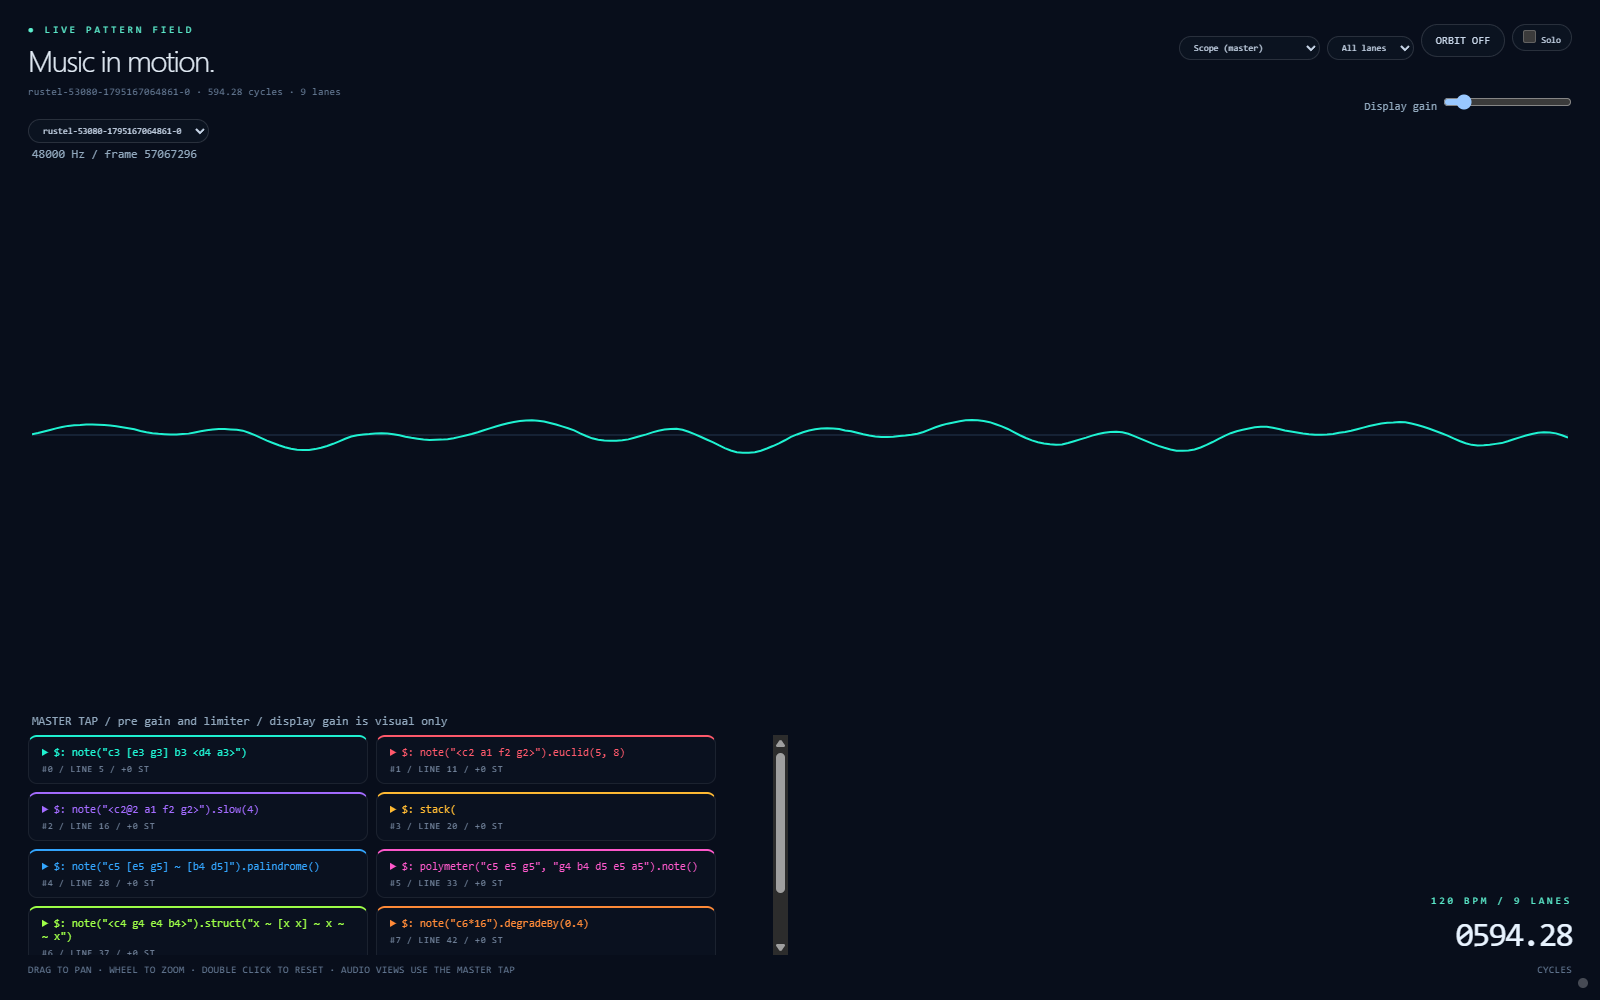 ● LIVE PATTERN FIELD
Music in motion.
rustel-53080-1795167064861-0 · 594.28 cycles · 9 lanes
rustel-53080-1795167064861-0
48000 Hz / frame 57067296
Scope (master)
All lanes
ORBIT OFF
Solo
Display gain
MASTER TAP / pre gain and limiter / display gain is visual only
▶ $: note("c3 [e3 g3] b3 <d4 a3>")
#0 / LINE 5 / +0 ST
▶ $: note("<c2 a1 f2 g2>").euclid(5, 8)
#1 / LINE 11 / +0 ST
▶ $: note("<c2@2 a1 f2 g2>").slow(4)
#2 / LINE 16 / +0 ST
▶ $: stack(
#3 / LINE 20 / +0 ST
▶ $: note("c5 [e5 g5] ~ [b4 d5]").palindrome()
#4 / LINE 28 / +0 ST
▶ $: polymeter("c5 e5 g5", "g4 b4 d5 e5 a5").note()
#5 / LINE 33 / +0 ST
▶ $: note("<c4 g4 e4 b4>").struct("x ~ [x x] ~ x ~
~ x")
#6 / LINE 37 / +0 ST
▶ $: note("c6*16").degradeBy(0.4)
#7 / LINE 42 / +0 ST
120 BPM / 9 LANES
0594.28
CYCLES
DRAG TO PAN · WHEEL TO ZOOM · DOUBLE CLICK TO RESET · AUDIO VIEWS USE THE MASTER TAP